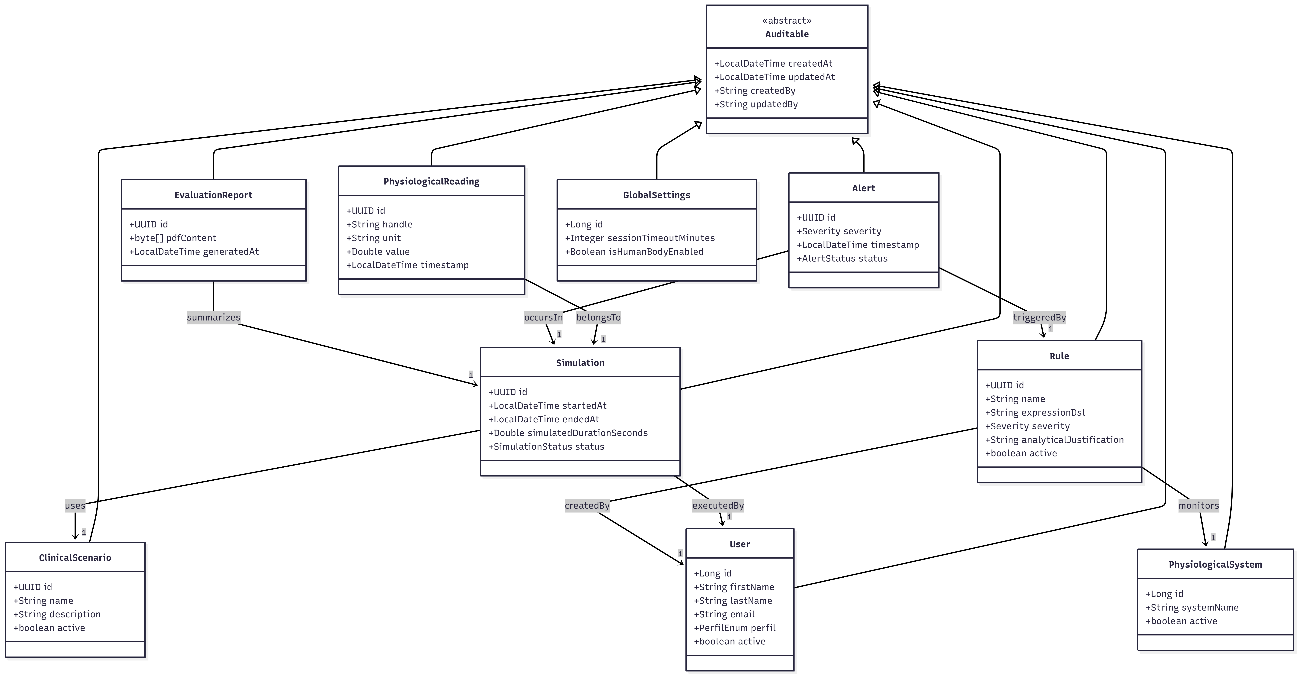 «abstract»
Auditable
+LocalDateTime createdAt
+LocalDateTime updatedAt
+String createdBy
+String updatedBy
EvaluationReport
+UUID id
+byte[] pdfContent
+LocalDateTime generatedAt
PhysiologicalReading
+UUID id
+String handle
+String unit
+Double value
+LocalDateTime timestamp
GlobalSettings
+Long id
+Integer sessionTimeoutMinutes
+Boolean isHumanBodyEnabled
Alert
+UUID id
+Severity severity
+LocalDateTime timestamp
+AlertStatus status
summarizes
occursIn
belongsTo
triggeredBy
1
1
1
1
Simulation
+UUID id
+LocalDateTime startedAt
+LocalDateTime endedAt
+Double simulatedDurationSeconds
+SimulationStatus status
Rule
+UUID id
+String name
+String expressionDsl
+Severity severity
+String analyticalJustification
+boolean active
uses
createdBy
executedBy
monitors
1
1
1
1
ClinicalScenario
+UUID id
+String name
+String description
+boolean active
User
+Long id
+String firstName
+String lastName
+String email
+PerfilEnum perfil
+boolean active
PhysiologicalSystem
+Long id
+String systemName
+boolean active